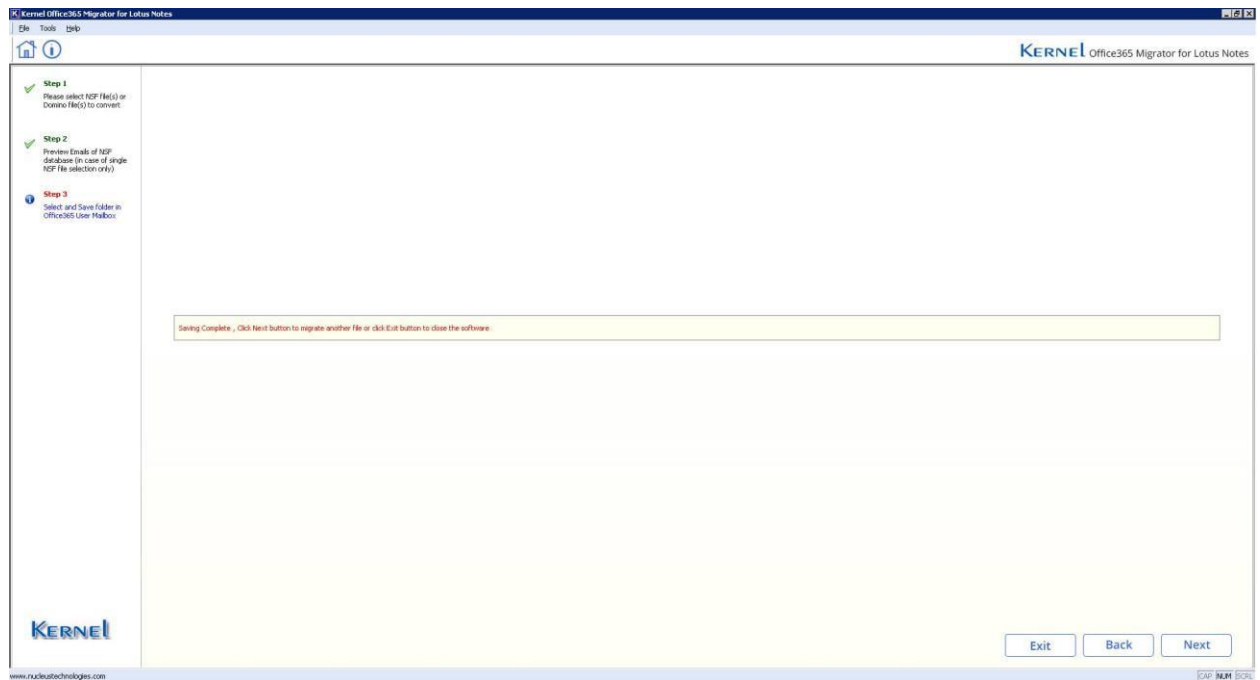 Kernel Office365 Migrator for Lotus Notes
File Tools Help
KERNEL Office365 Migrator for Lotus Notes
Step 1
Please select NSF file(s) or
Domino file(s) to convert
Step 2
Preview Emails of NSF
database (in case of single
NSF file selection only)
Step 3
Select and Save folder in
Office365 User Mailbox
Saving Complete , Click Next button to migrate another file or click Exit button to close the software.
KERNEL
Exit Back Next
www.nucleustechnologies.com
CAP NUM SCRL